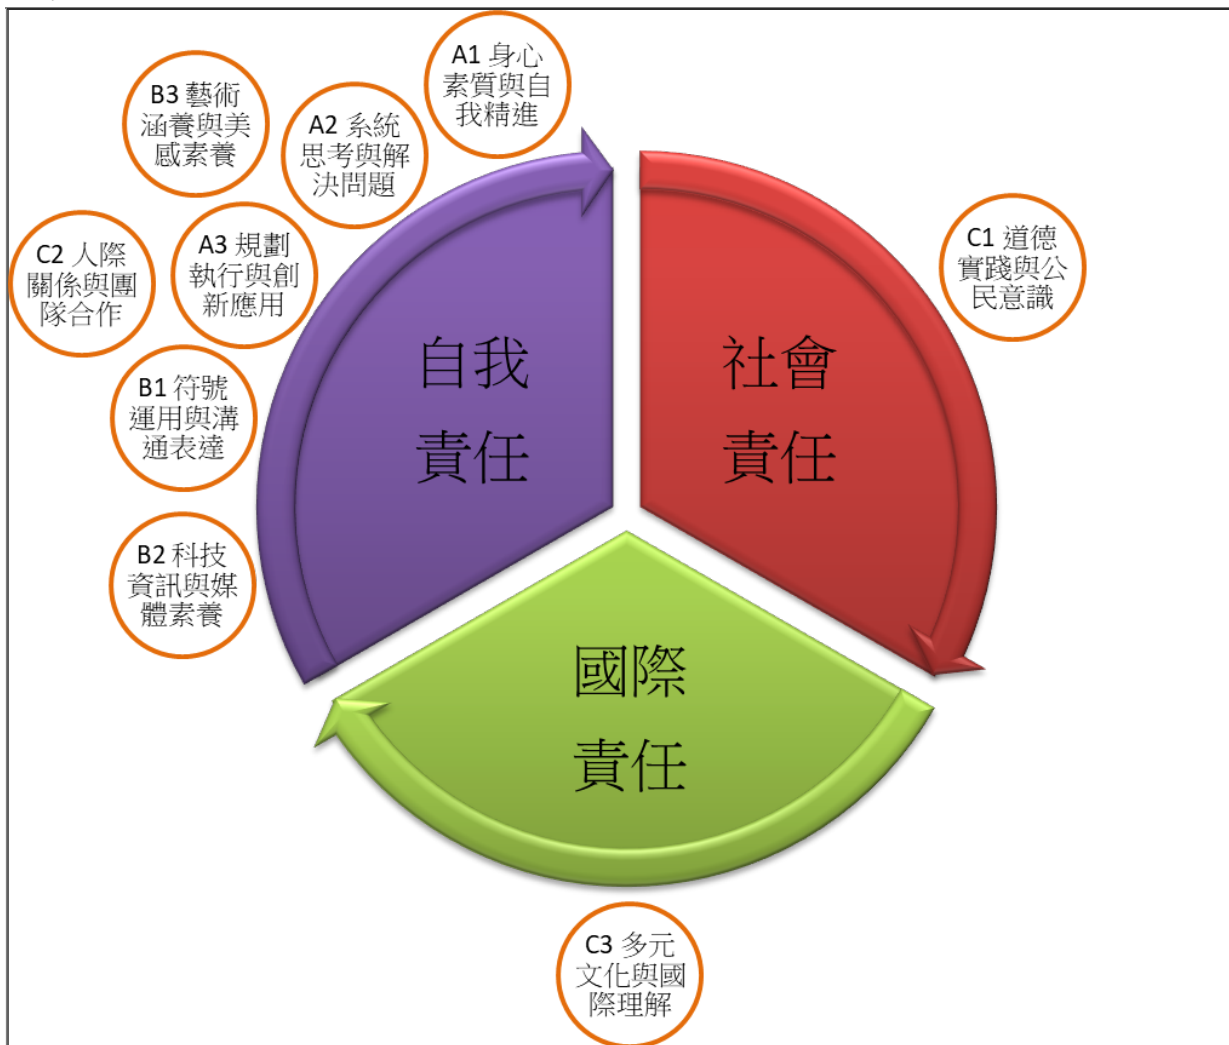 A1 身心
素質與自
我精進
B3 藝術
涵養與美
感素養
A2 系統
思考與解
決問題
C2 人際
關係與團
隊合作
A3 規劃
執行與創
新應用
B1 符號
運用與溝
通表達
B2 科技
資訊與媒
體素養
自我
責任
社會
責任
C1 道德
實踐與公
民意識
國際
責任
C3 多元
文化與國
際理解